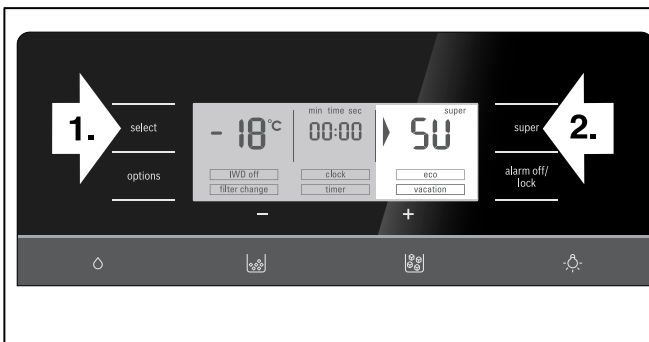 1.
select
options
- 18°C
min time sec
00:00
super
SU
IWD off
clock
eco
filter change
timer
vacation
super
2.
alarm off/
lock
-
+